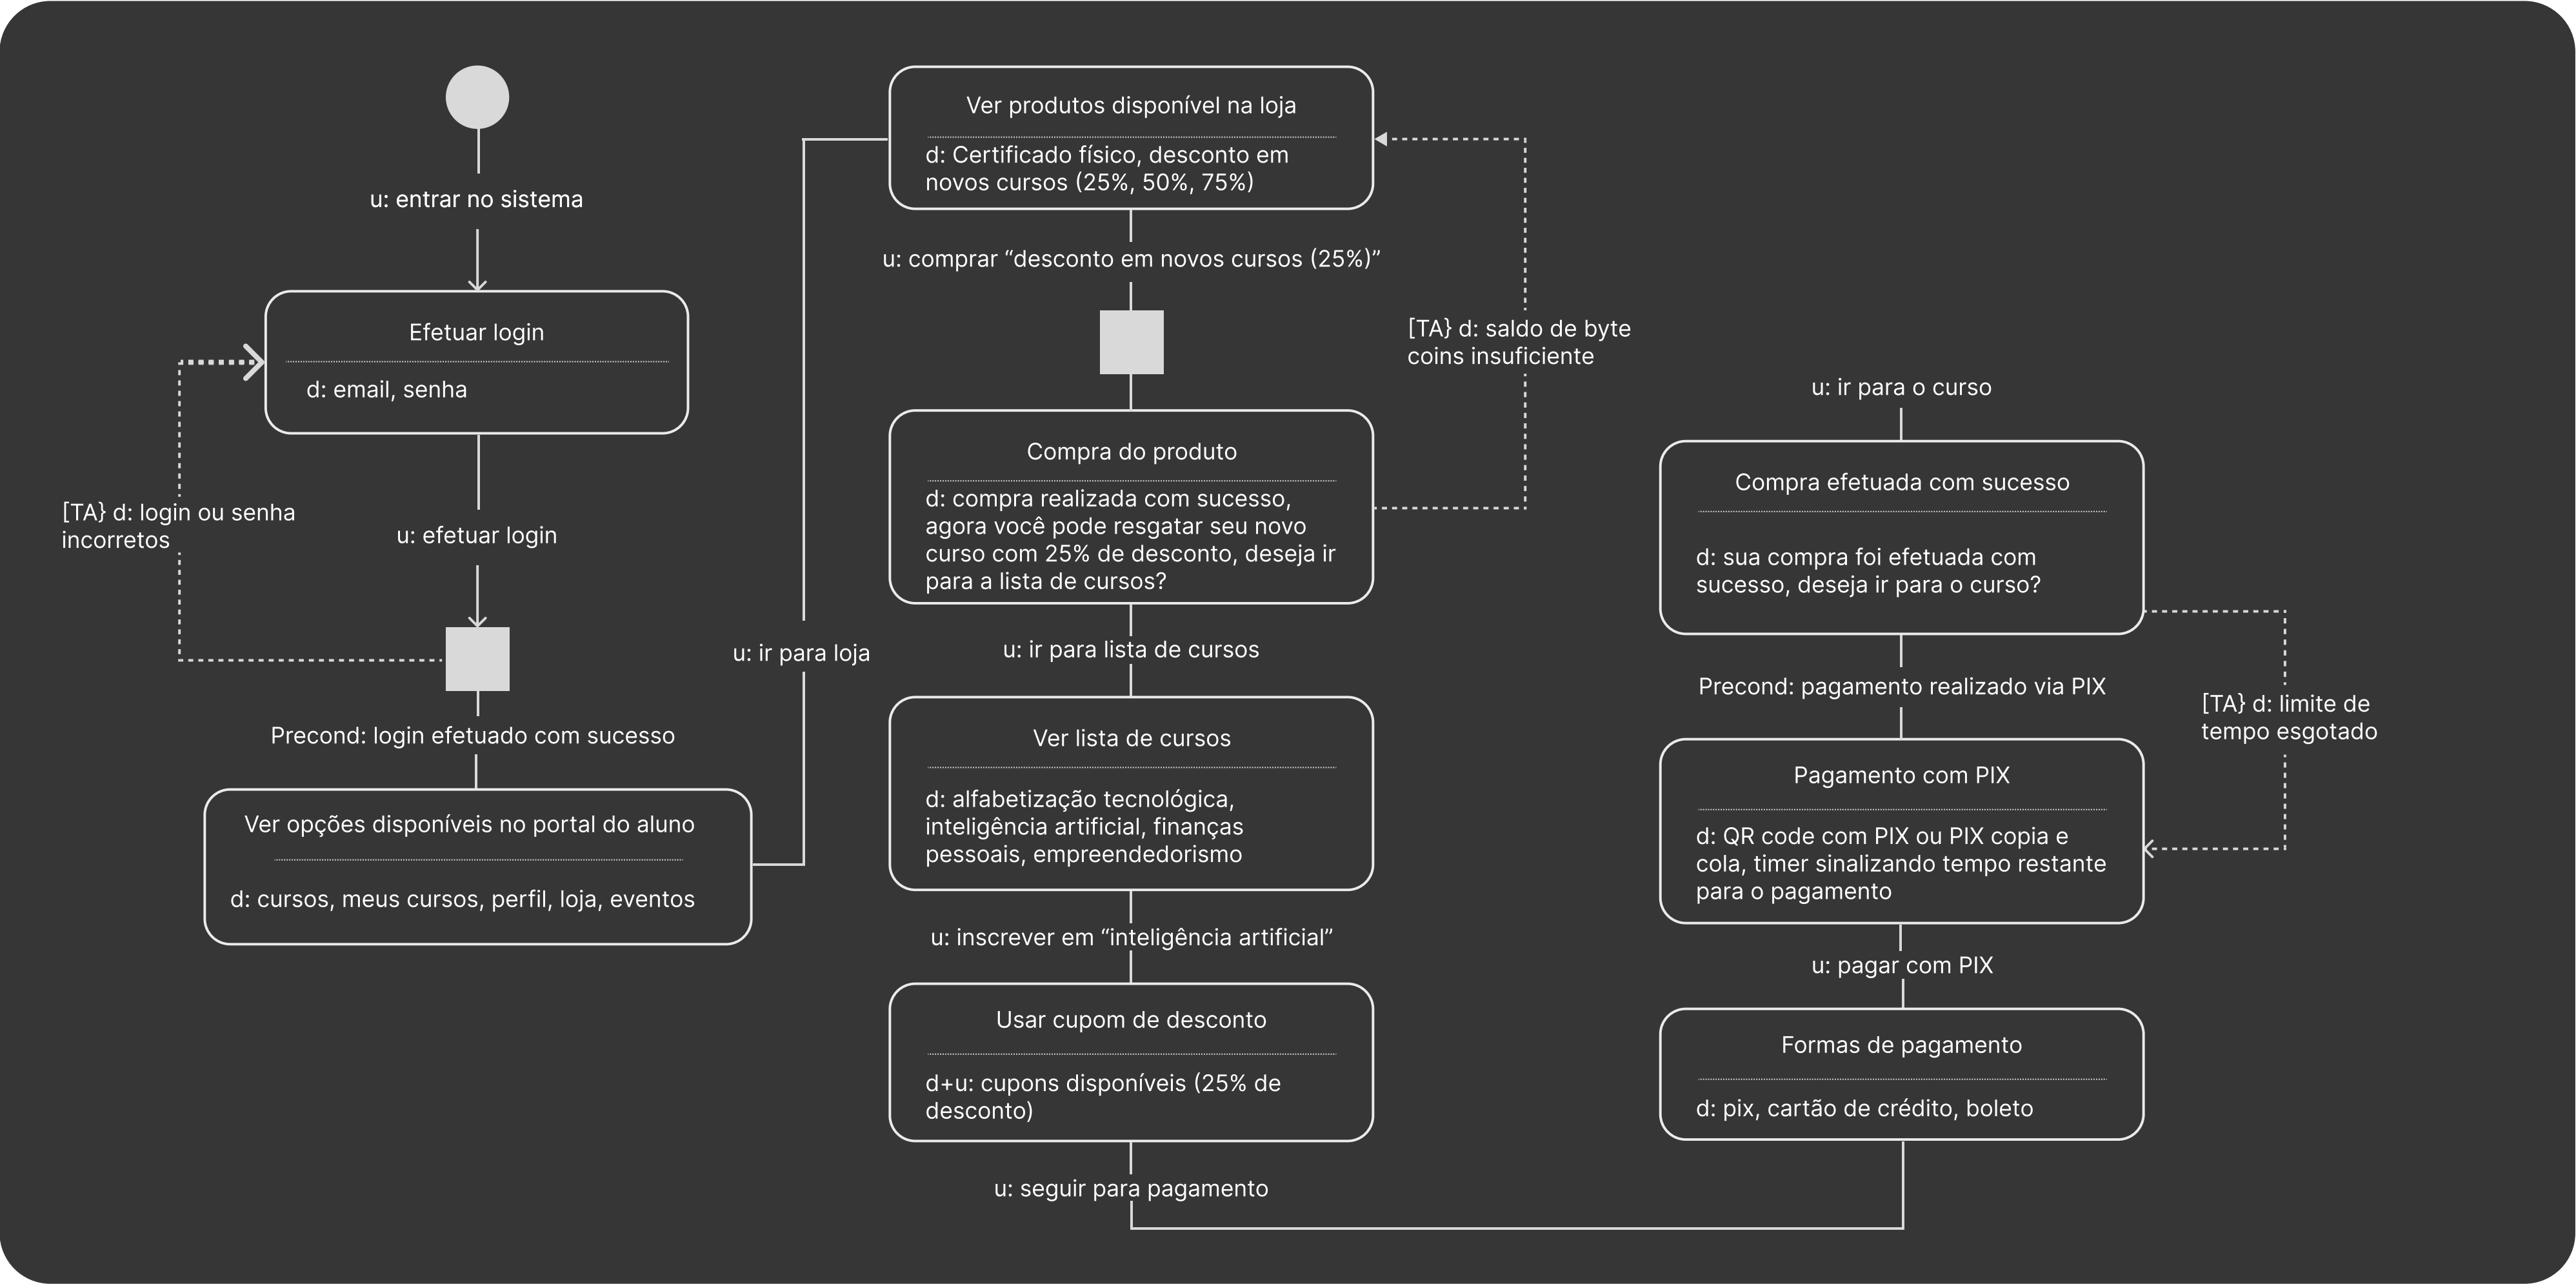 u: entrar no sistema
Efetuar login
d: email, senha
[TA} d: login ou senha
incorretos
u: efetuar login
Precond: login efetuado com sucesso
Ver opções disponíveis no portal do aluno
d: cursos, meus cursos, perfil, loja, eventos
u: ir para loja
Ver produtos disponível na loja
d: Certificado físico, desconto em
novos cursos (25%, 50%, 75%)
u: comprar “desconto em novos cursos (25%)”
[TA} d: saldo de byte
coins insuficiente
Compra do produto
d: compra realizada com sucesso,
agora você pode resgatar seu novo
curso com 25% de desconto, deseja ir
para a lista de cursos?
u: ir para lista de cursos
Ver lista de cursos
d: alfabetização tecnológica,
inteligência artificial, finanças
pessoais, empreendedorismo
u: inscrever em “inteligência artificial”
Usar cupom de desconto
d+u: cupons disponíveis (25% de
desconto)
u: seguir para pagamento
u: ir para o curso
Compra efetuada com sucesso
d: sua compra foi efetuada com
sucesso, deseja ir para o curso?
Precond: pagamento realizado via PIX
[TA} d: limite de
tempo esgotado
Pagamento com PIX
d: QR code com PIX ou PIX copia e
cola, timer sinalizando tempo restante
para o pagamento
u: pagar com PIX
Formas de pagamento
d: pix, cartão de crédito, boleto